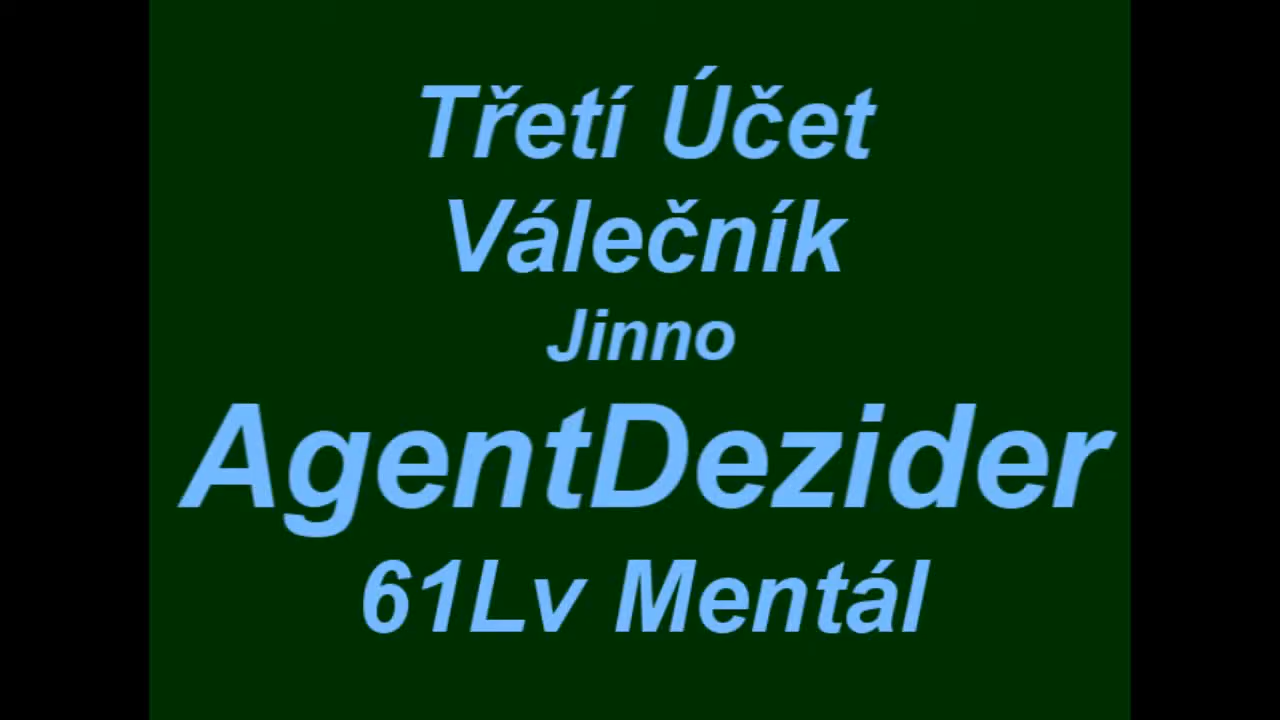 Třetí Účet
Válečník
Jinno
AgentDezider
61Lv Mentál